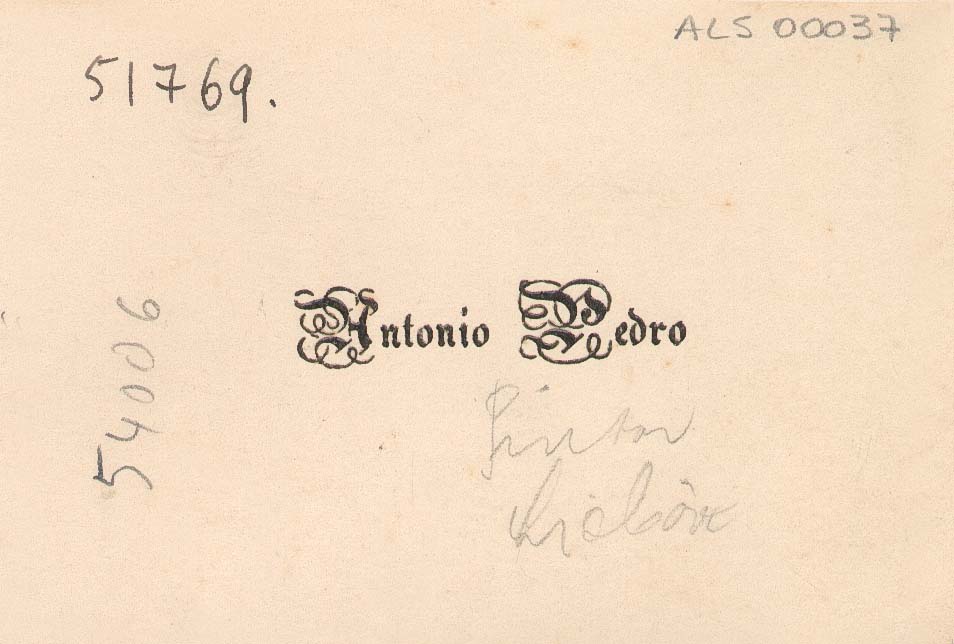 ALS 00037
51769.
54006
Antonio Pedro
Pintor